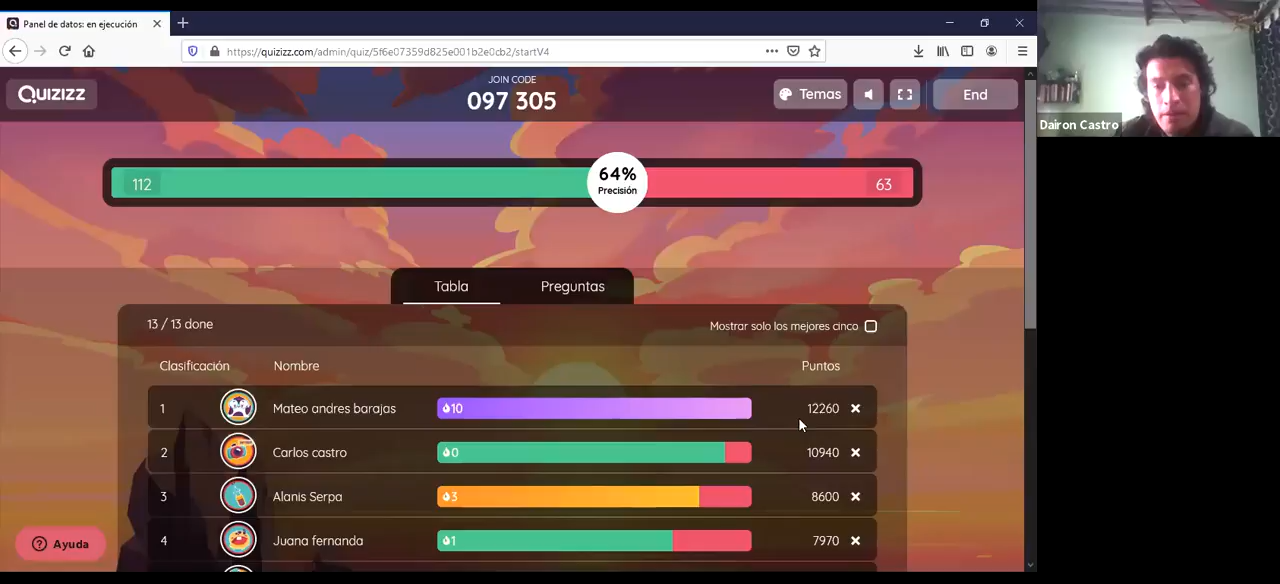 Panel de datos: en ejecución
https://quizizz.com/admin/quiz/5f6e07359d825e001b2e0cb2/startV4
QUIZIZZ
JOIN CODE
097 305
Temas
End
Dairon Castro
112
64%
Precisión
63
Tabla
Preguntas
13 / 13 done
Mostrar solo los mejores cinco
Clasificación
Nombre
Puntos
1 Mateo andres barajas 10 12260
2 Carlos castro 0 10940
3 Alanis Serpa 3 8600
4 Juana fernanda 1 7970
Ayuda